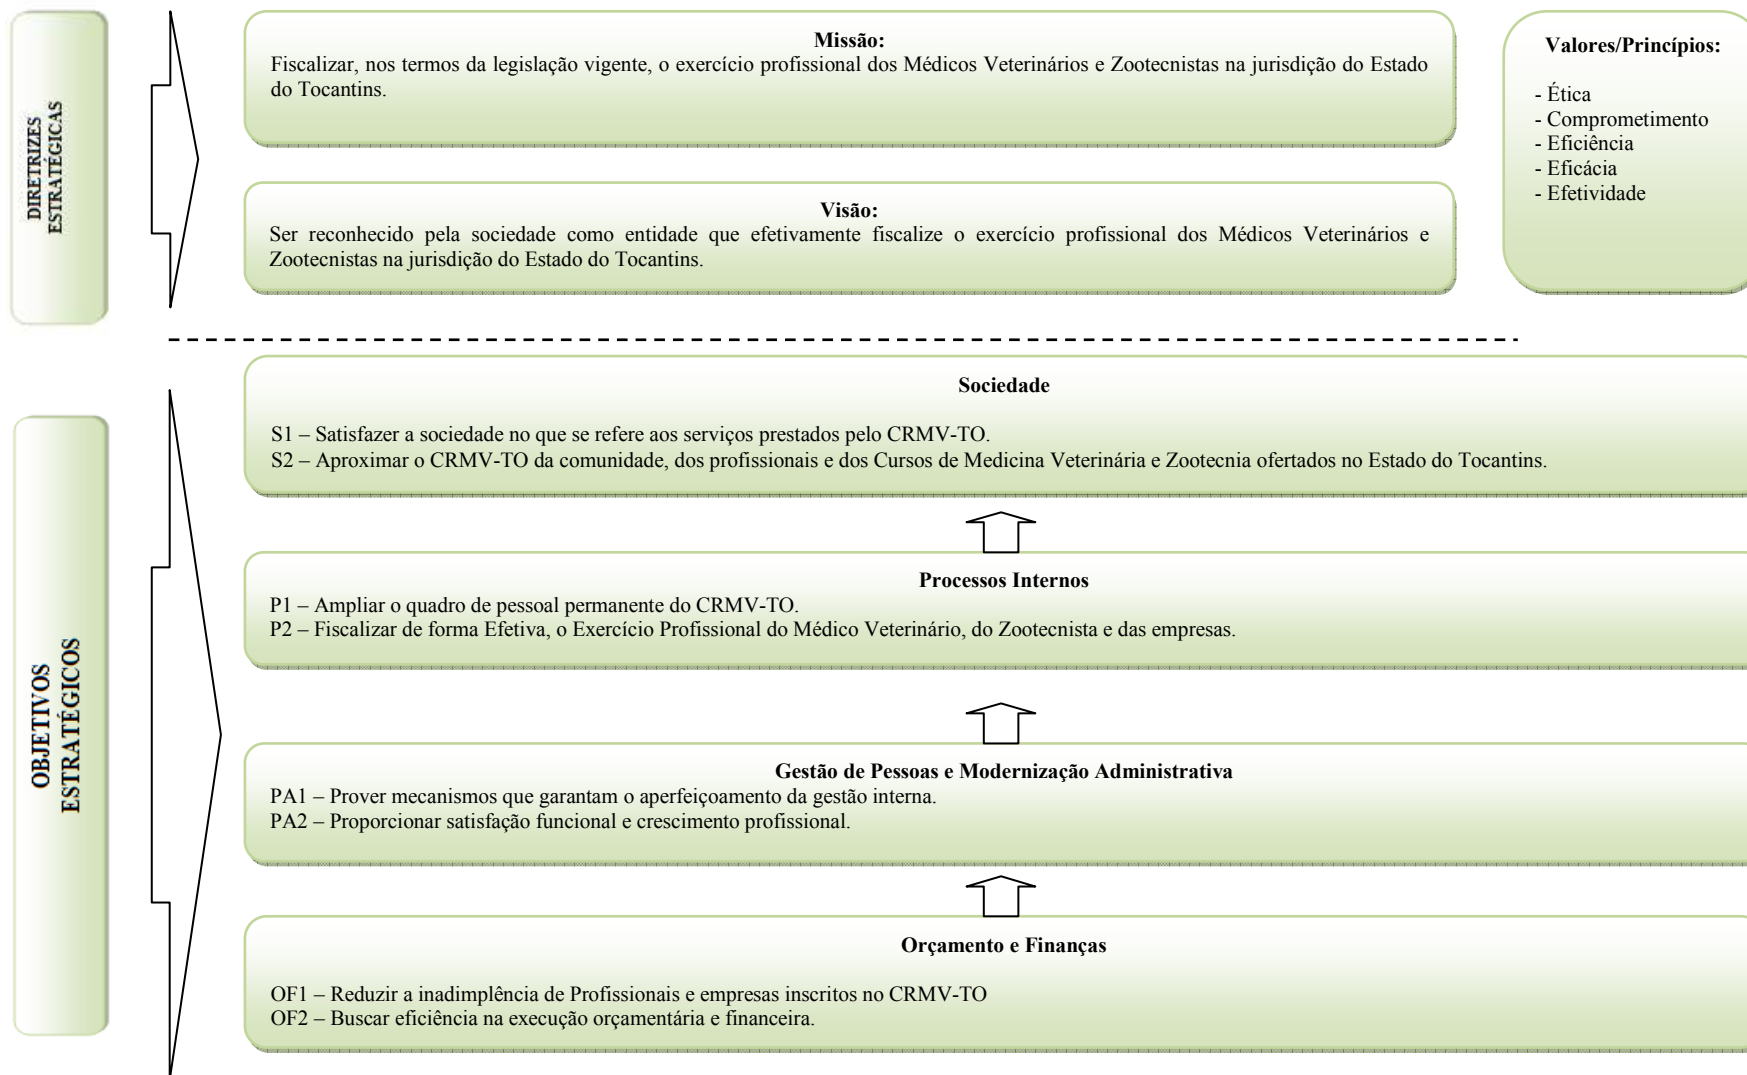 DIRETRIZES
ESTRATÉGICAS
Missão:
Fiscalizar, nos termos da legislação vigente, o exercício profissional dos Médicos Veterinários e Zootecnistas na jurisdição do Estado
do Tocantins.
Visão:
Ser reconhecido pela sociedade como entidade que efetivamente fiscalize o exercício profissional dos Médicos Veterinários e
Zootecnistas na jurisdição do Estado do Tocantins.
Valores/Princípios:
- Ética
- Comprometimento
- Eficiência
- Eficácia
- Efetividade
OBJETIVOS
ESTRATÉGICOS
Sociedade
S1 – Satisfazer a sociedade no que se refere aos serviços prestados pelo CRMV-TO.
S2 – Aproximar o CRMV-TO da comunidade, dos profissionais e dos Cursos de Medicina Veterinária e Zootecnia ofertados no Estado do Tocantins.
Processos Internos
P1 – Ampliar o quadro de pessoal permanente do CRMV-TO.
P2 – Fiscalizar de forma Efetiva, o Exercício Profissional do Médico Veterinário, do Zootecnista e das empresas.
Gestão de Pessoas e Modernização Administrativa
PA1 – Prover mecanismos que garantam o aperfeiçoamento da gestão interna.
PA2 – Proporcionar satisfação funcional e crescimento profissional.
Orçamento e Finanças
OF1 – Reduzir a inadimplência de Profissionais e empresas inscritos no CRMV-TO
OF2 – Buscar eficiência na execução orçamentária e financeira.